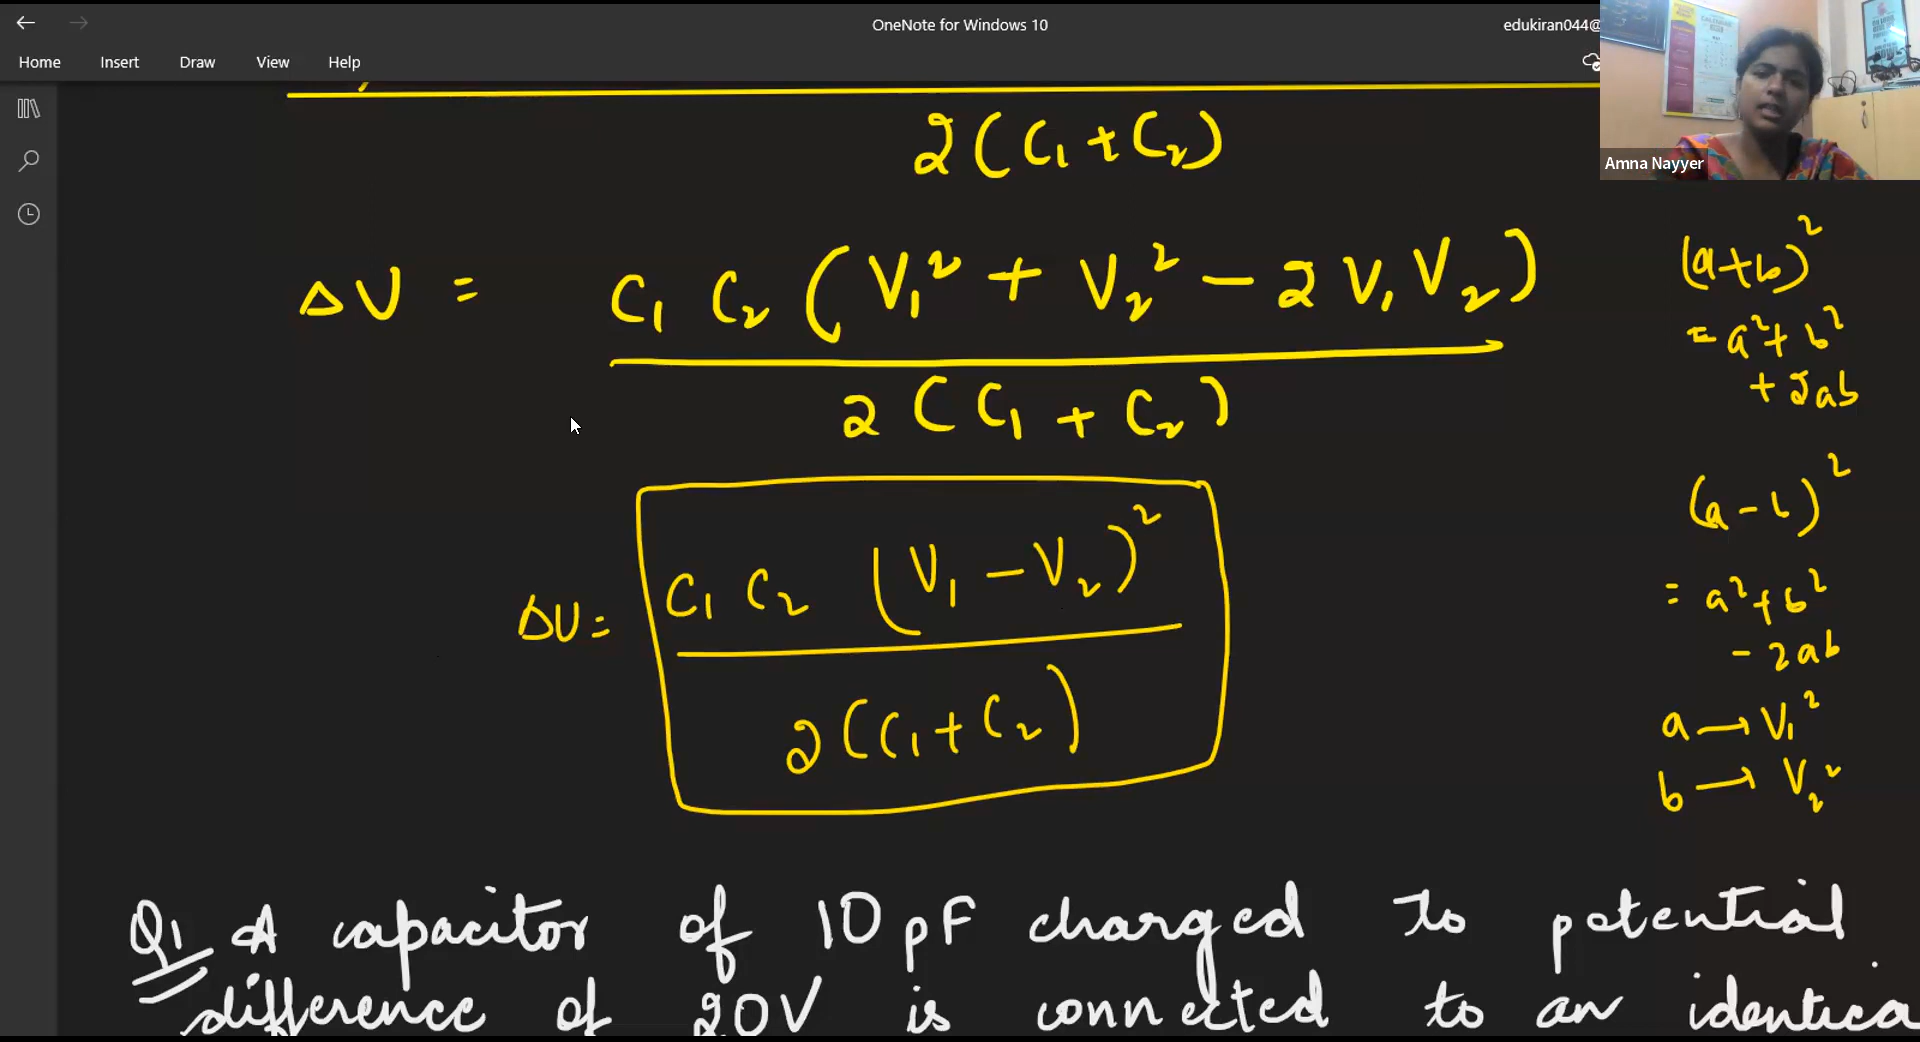 OneNote for Windows 10
edukiran044@
Home Insert Draw View Help
Amna Nayyer
2 (C₁ + C₂)
ΔU = C₁ C₂ (V₁² + V₂² - 2 V₁ V₂)
2 (C₁ + C₂)
ΔU = C₁ C₂ (V₁ - V₂)²
2 (C₁ + C₂)
(a+b)²
= a² + b²
+ 2ab
(a - b)²
= a² + b²
- 2ab
a → V₁²
b → V₂²
Q1 A capacitor of 10 pF charged to potential
difference of 20V is connected to an identica